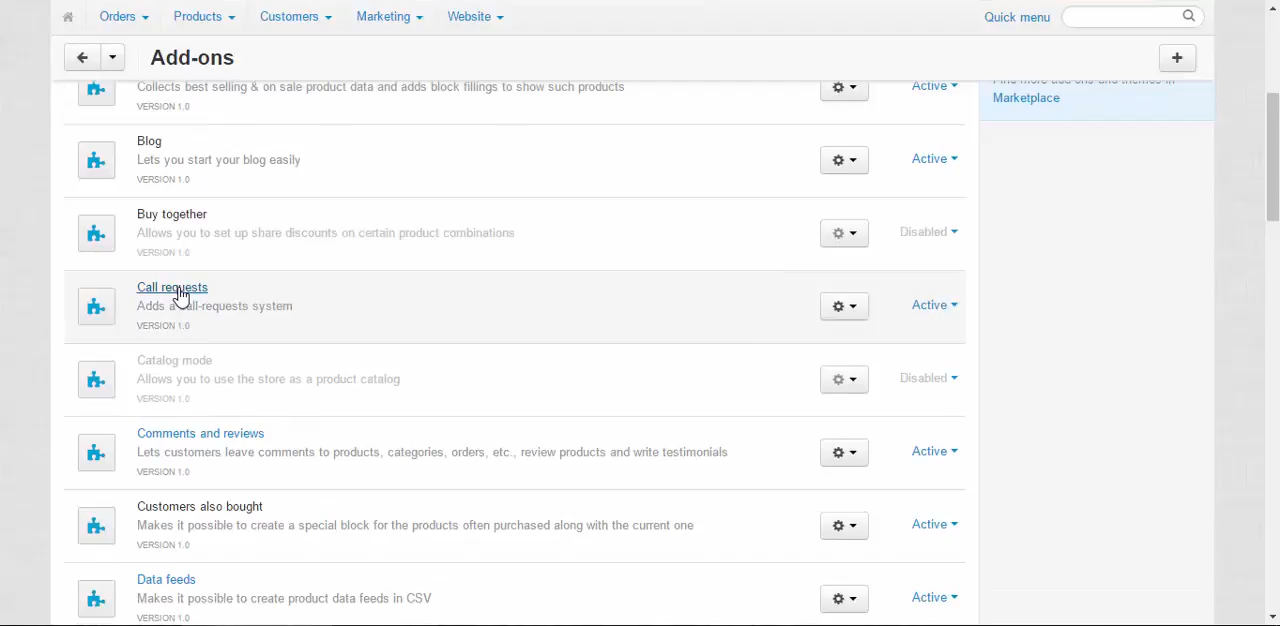 Orders Products Customers Marketing Website Quick menu
Add-ons
Collects best selling & on sale product data and adds block fillings to show such products Active
VERSION 1.0
Find more add-ons and themes in
Marketplace
Blog
Lets you start your blog easily Active
VERSION 1.0
Buy together
Allows you to set up share discounts on certain product combinations Disabled
VERSION 1.0
Call requests
Adds a call-requests system Active
VERSION 1.0
Catalog mode
Allows you to use the store as a product catalog Disabled
VERSION 1.0
Comments and reviews
Lets customers leave comments to products, categories, orders, etc., review products and write testimonials Active
VERSION 1.0
Customers also bought
Makes it possible to create a special block for the products often purchased along with the current one Active
VERSION 1.0
Data feeds
Makes it possible to create product data feeds in CSV Active
VERSION 1.0